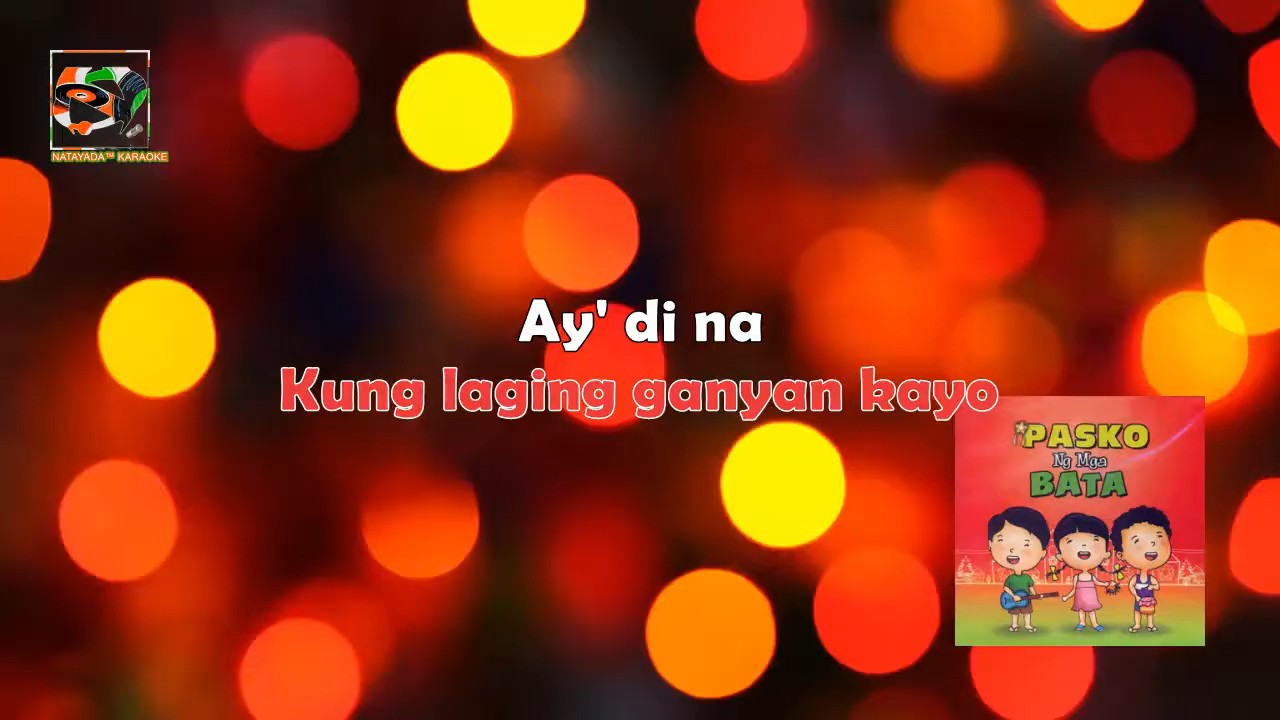 NATAYADA™ KARAOKE
Ay' di na
Kung laging ganyan kayo
PASKO
Ng Mga
BATA